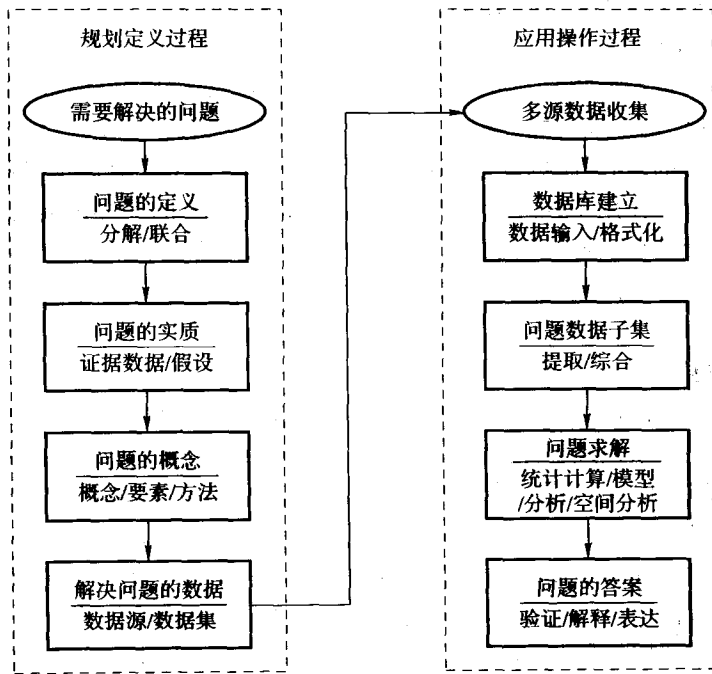 规划定义过程
需要解决的问题
问题的定义
分解/联合
问题的实质
证据数据/假设
问题的概念
概念/要素/方法
解决问题的数据
数据源/数据集
应用操作过程
多源数据收集
数据库建立
数据输入/格式化
问题数据子集
提取/综合
问题求解
统计计算/模型
/分析/空间分析
问题的答案
验证/解释/表达